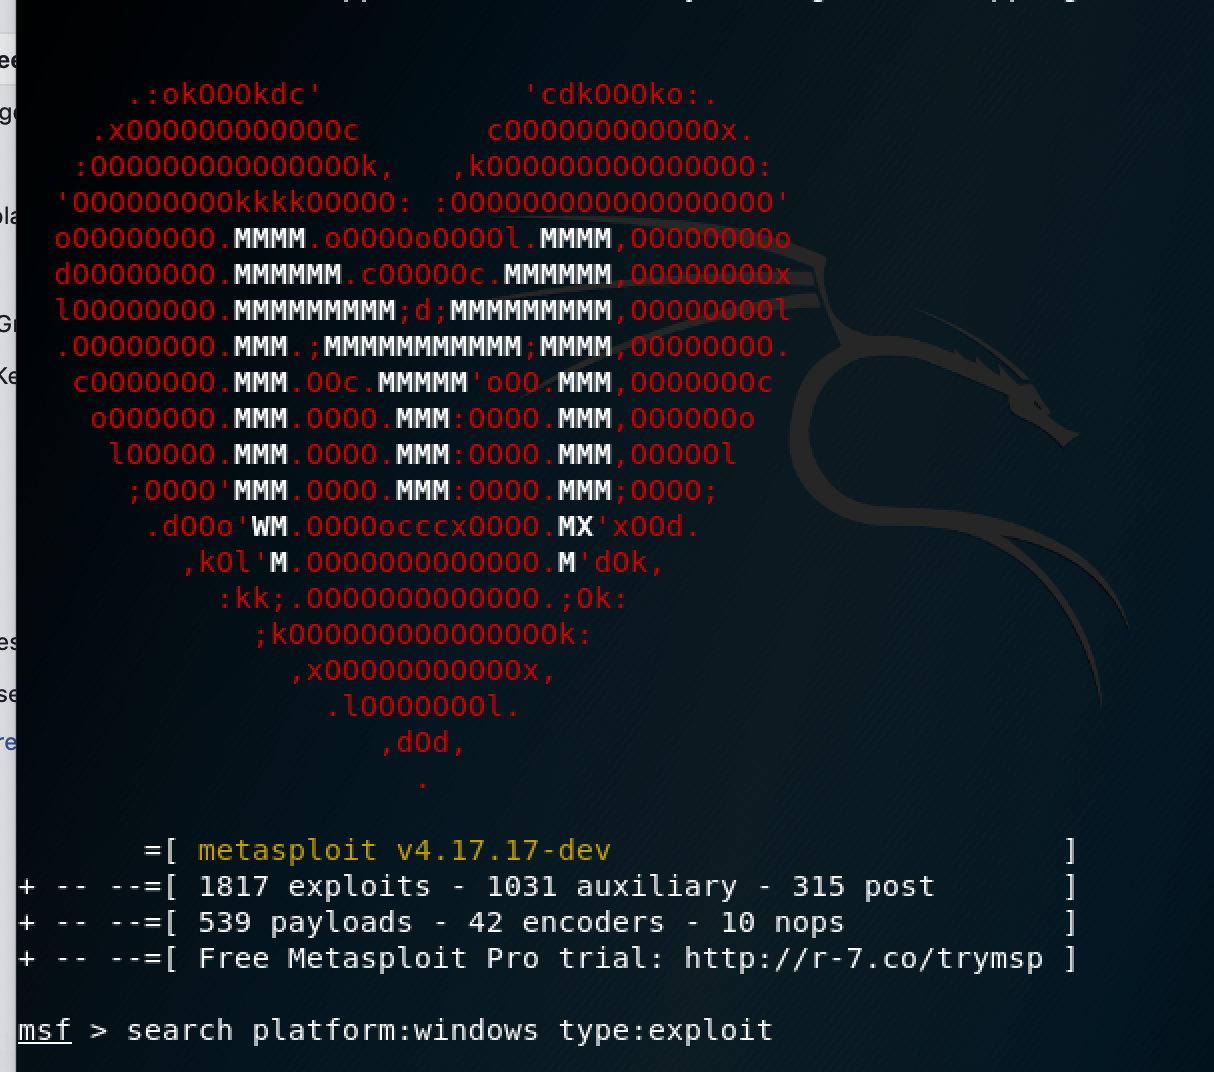 .:okOOOkdc'           'cdkOOOko:.
.xOOOOOOOOOOOOc       cOOOOOOOOOOOOx.
:OOOOOOOOOOOOOOOk,   ,kOOOOOOOOOOOOOOO:
'OOOOOOOOOkkkkOOOOO: :OOOOOOOOOOOOOOOOOO'
oOOOOOOOO.MMMM.oOOOOoOOOOl.MMMM,OOOOOOOOo
dOOOOOOOO.MMMMMM.cOOOOOc.MMMMMM,OOOOOOOOx
lOOOOOOOO.MMMMMMMMM;d;MMMMMMMMM,OOOOOOOOl
.OOOOOOOO.MMM.;MMMMMMMMMMM;MMMM,OOOOOOOO.
cOOOOOOO.MMM.OOc.MMMMM'oOO.MMM,OOOOOOOc
oOOOOOO.MMM.OOOO.MMM:OOOO.MMM,OOOOOOo
lOOOOO.MMM.OOOO.MMM:OOOO.MMM,OOOOOl
;OOOO'MMM.OOOO.MMM:OOOO.MMM;OOOO;
.dOOo'WM.OOOOocccxOOOO.MX'xOOd.
,kOl'M.OOOOOOOOOOOOO.M'dOk,
:kk;.OOOOOOOOOOOOO.;Ok:
;kOOOOOOOOOOOOOOOk:
,xOOOOOOOOOOOx,
.lOOOOOOOl.
,dOd,
.
=[ metasploit v4.17.17-dev                         ]
+ -- --=[ 1817 exploits - 1031 auxiliary - 315 post       ]
+ -- --=[ 539 payloads - 42 encoders - 10 nops            ]
+ -- --=[ Free Metasploit Pro trial: http://r-7.co/trymsp ]
msf > search platform:windows type:exploit